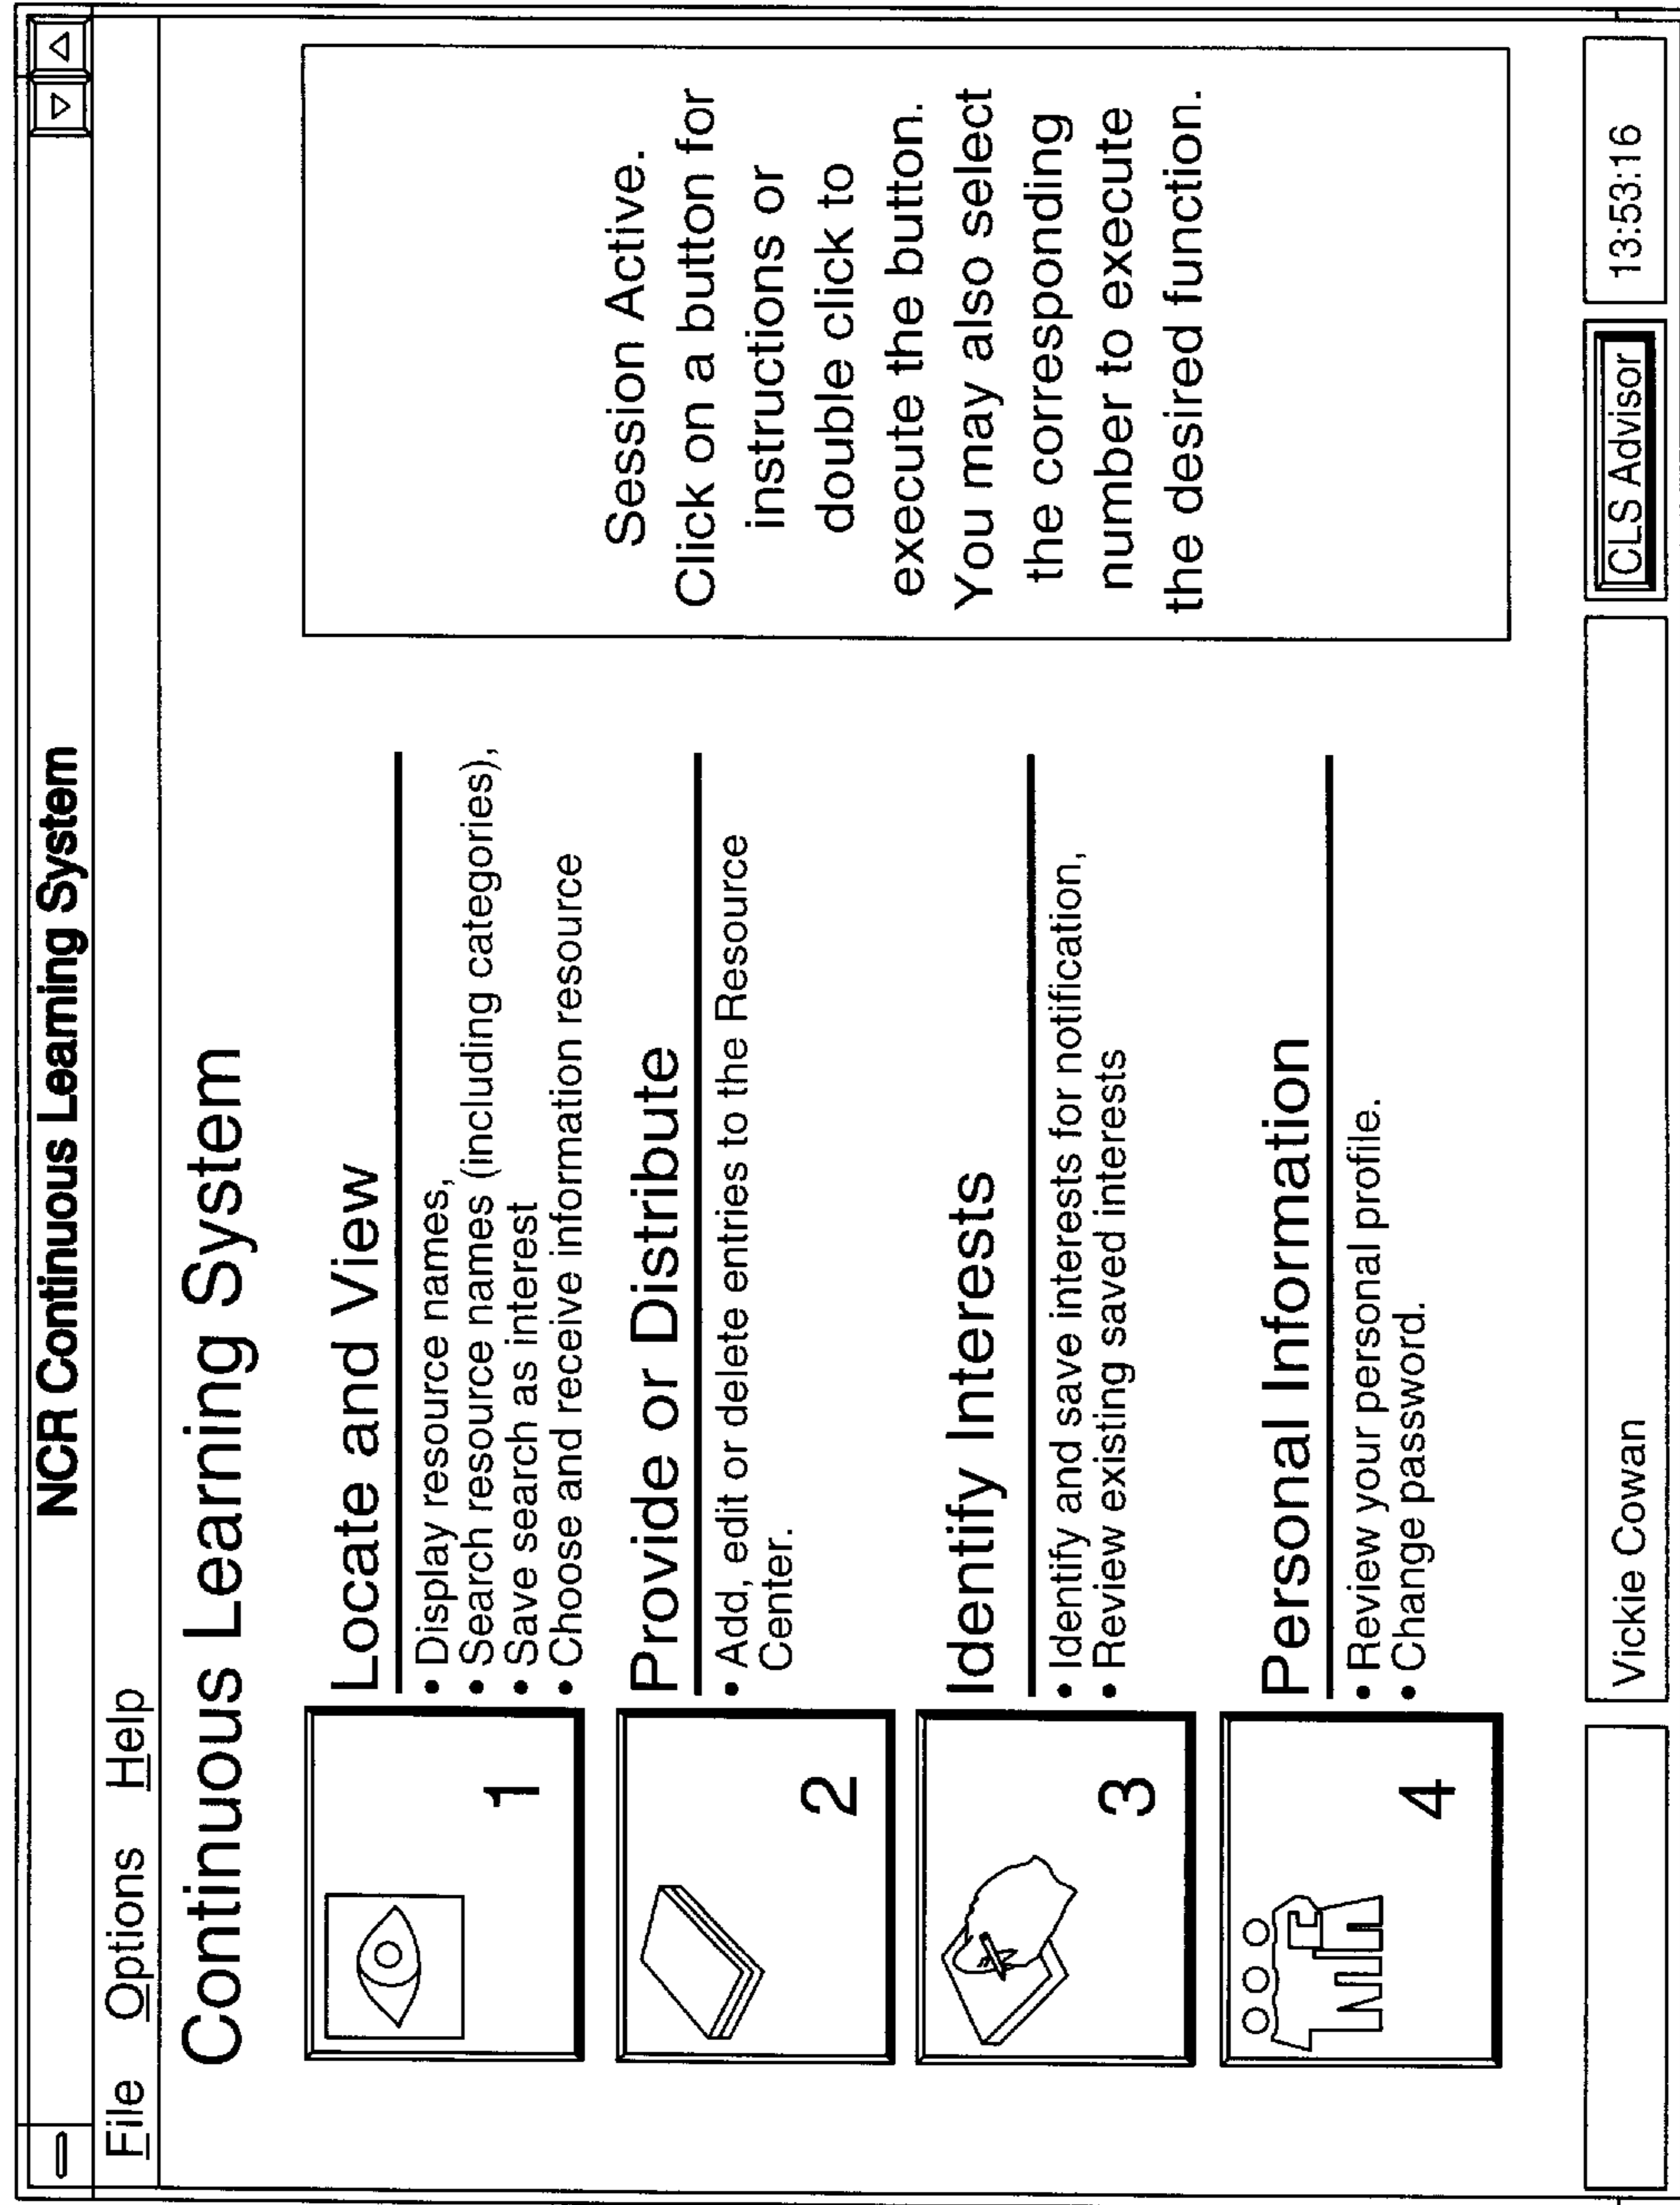 NCR Continuous Learning System
File Options Help
Continuous Learning System
1
Locate and View
• Display resource names,
• Search resource names (including categories),
• Save search as interest
• Choose and receive information resource
2
Provide or Distribute
• Add, edit or delete entries to the Resource
Center.
3
Identify Interests
• Identify and save interests for notification,
• Review existing saved interests
4
Personal Information
• Review your personal profile.
• Change password.
Session Active.
Click on a button for
instructions or
double click to
execute the button.
You may also select
the corresponding
number to execute
the desired function.
Vickie Cowan
CLS Advisor
13:53:16